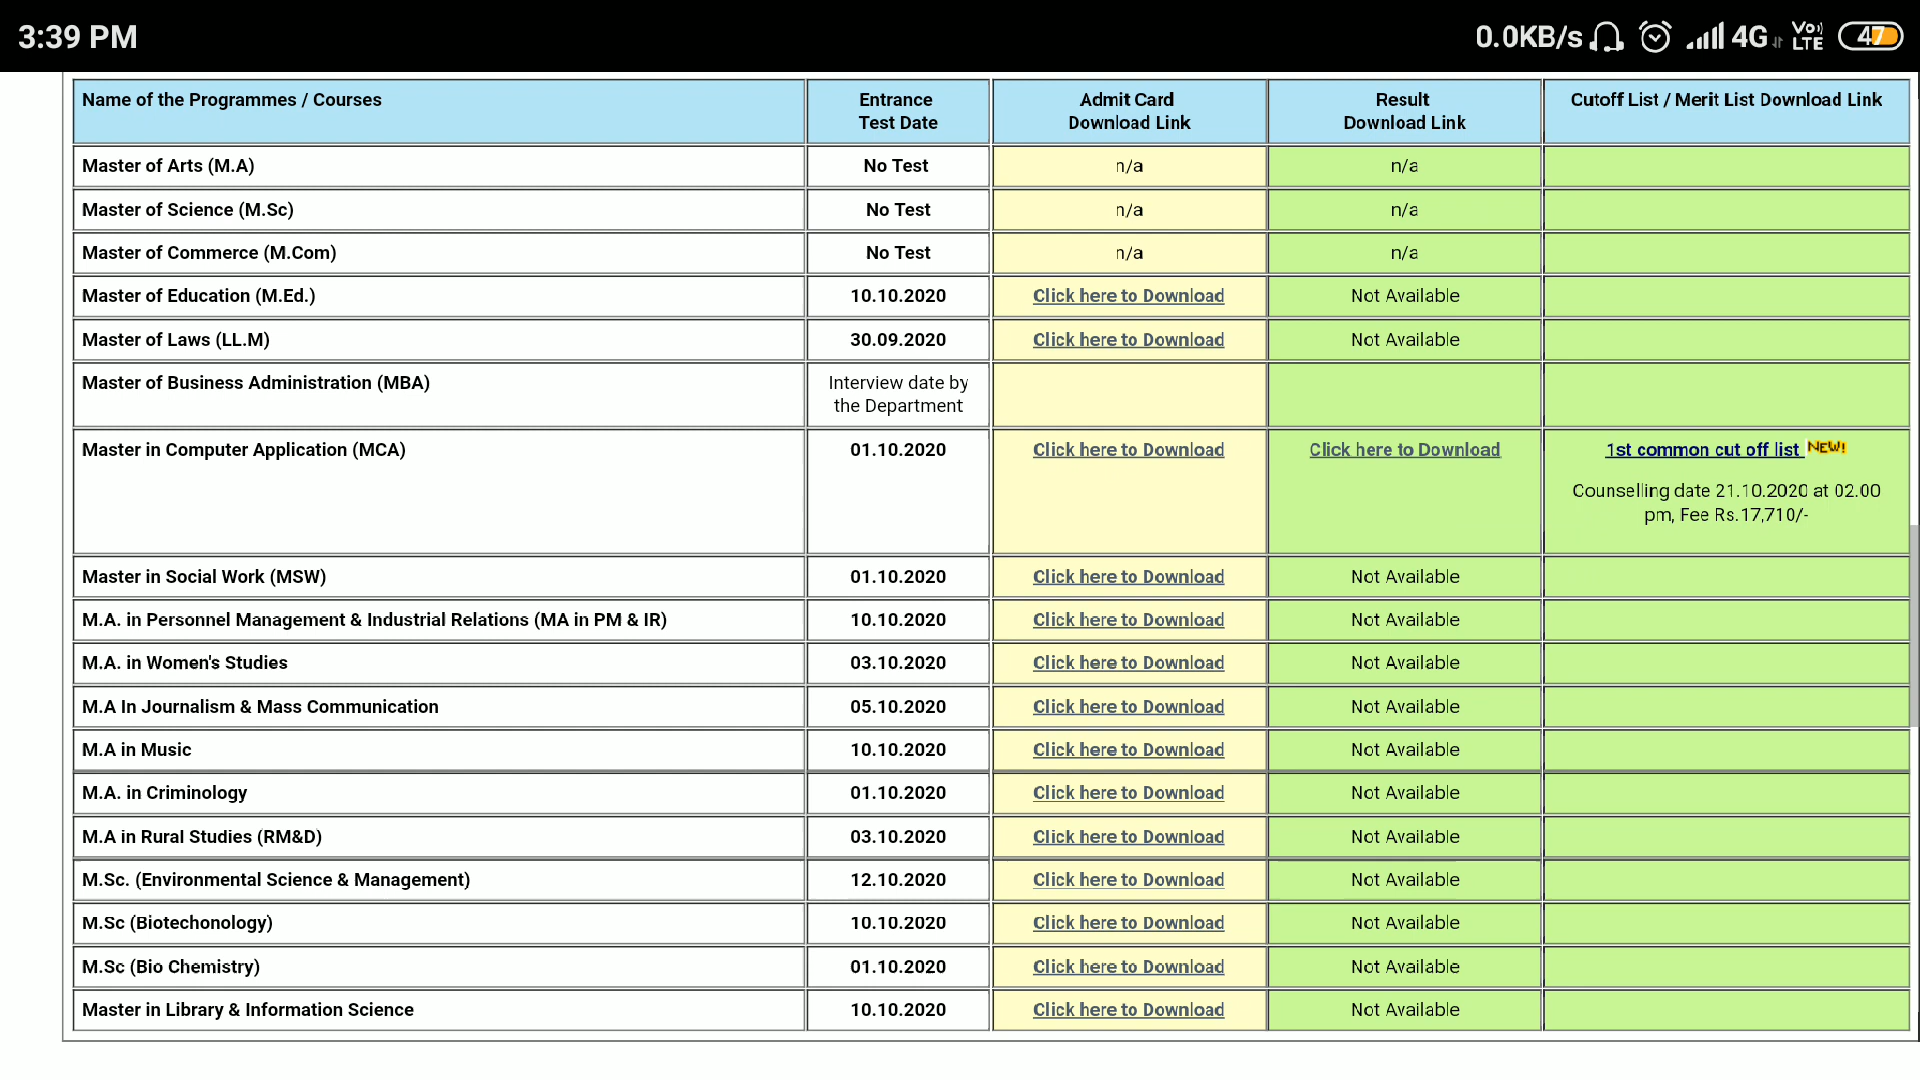 3:39 PM
0.0KB/s 4G Vo)) LTE 47
Name of the Programmes / Courses
Entrance
Test Date
Admit Card
Download Link
Result
Download Link
Cutoff List / Merit List Download Link
Master of Arts (M.A) No Test n/a n/a
Master of Science (M.Sc) No Test n/a n/a
Master of Commerce (M.Com) No Test n/a n/a
Master of Education (M.Ed.) 10.10.2020 Click here to Download Not Available
Master of Laws (LL.M) 30.09.2020 Click here to Download Not Available
Master of Business Administration (MBA) Interview date by
the Department
Master in Computer Application (MCA) 01.10.2020 Click here to Download Click here to Download 1st common cut off list NEW!
Counselling date 21.10.2020 at 02.00
pm, Fee Rs.17,710/-
Master in Social Work (MSW) 01.10.2020 Click here to Download Not Available
M.A. in Personnel Management & Industrial Relations (MA in PM & IR) 10.10.2020 Click here to Download Not Available
M.A. in Women's Studies 03.10.2020 Click here to Download Not Available
M.A In Journalism & Mass Communication 05.10.2020 Click here to Download Not Available
M.A in Music 10.10.2020 Click here to Download Not Available
M.A. in Criminology 01.10.2020 Click here to Download Not Available
M.A in Rural Studies (RM&D) 03.10.2020 Click here to Download Not Available
M.Sc. (Environmental Science & Management) 12.10.2020 Click here to Download Not Available
M.Sc (Biotechonology) 10.10.2020 Click here to Download Not Available
M.Sc (Bio Chemistry) 01.10.2020 Click here to Download Not Available
Master in Library & Information Science 10.10.2020 Click here to Download Not Available